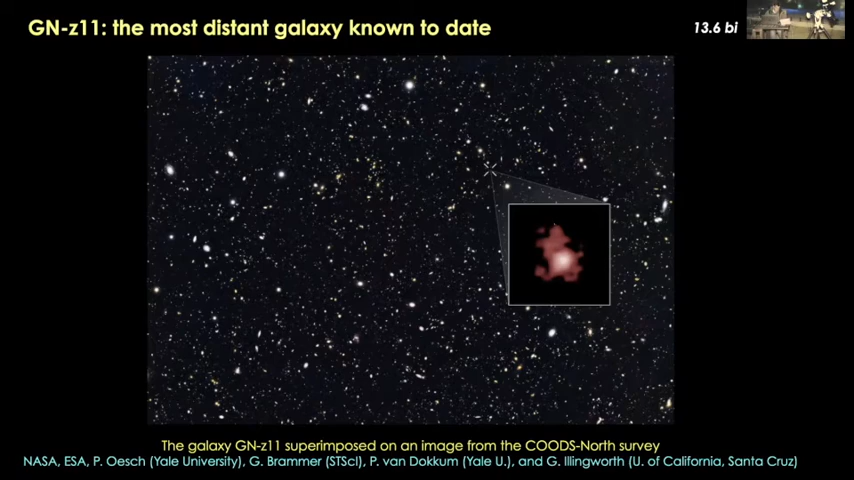 GN-z11: the most distant galaxy known to date
13.6 bi
The galaxy GN-z11 superimposed on an image from the COODS-North survey
NASA, ESA, P. Oesch (Yale University), G. Brammer (STScI), P. van Dokkum (Yale U.), and G. Illingworth (U. of California, Santa Cruz)